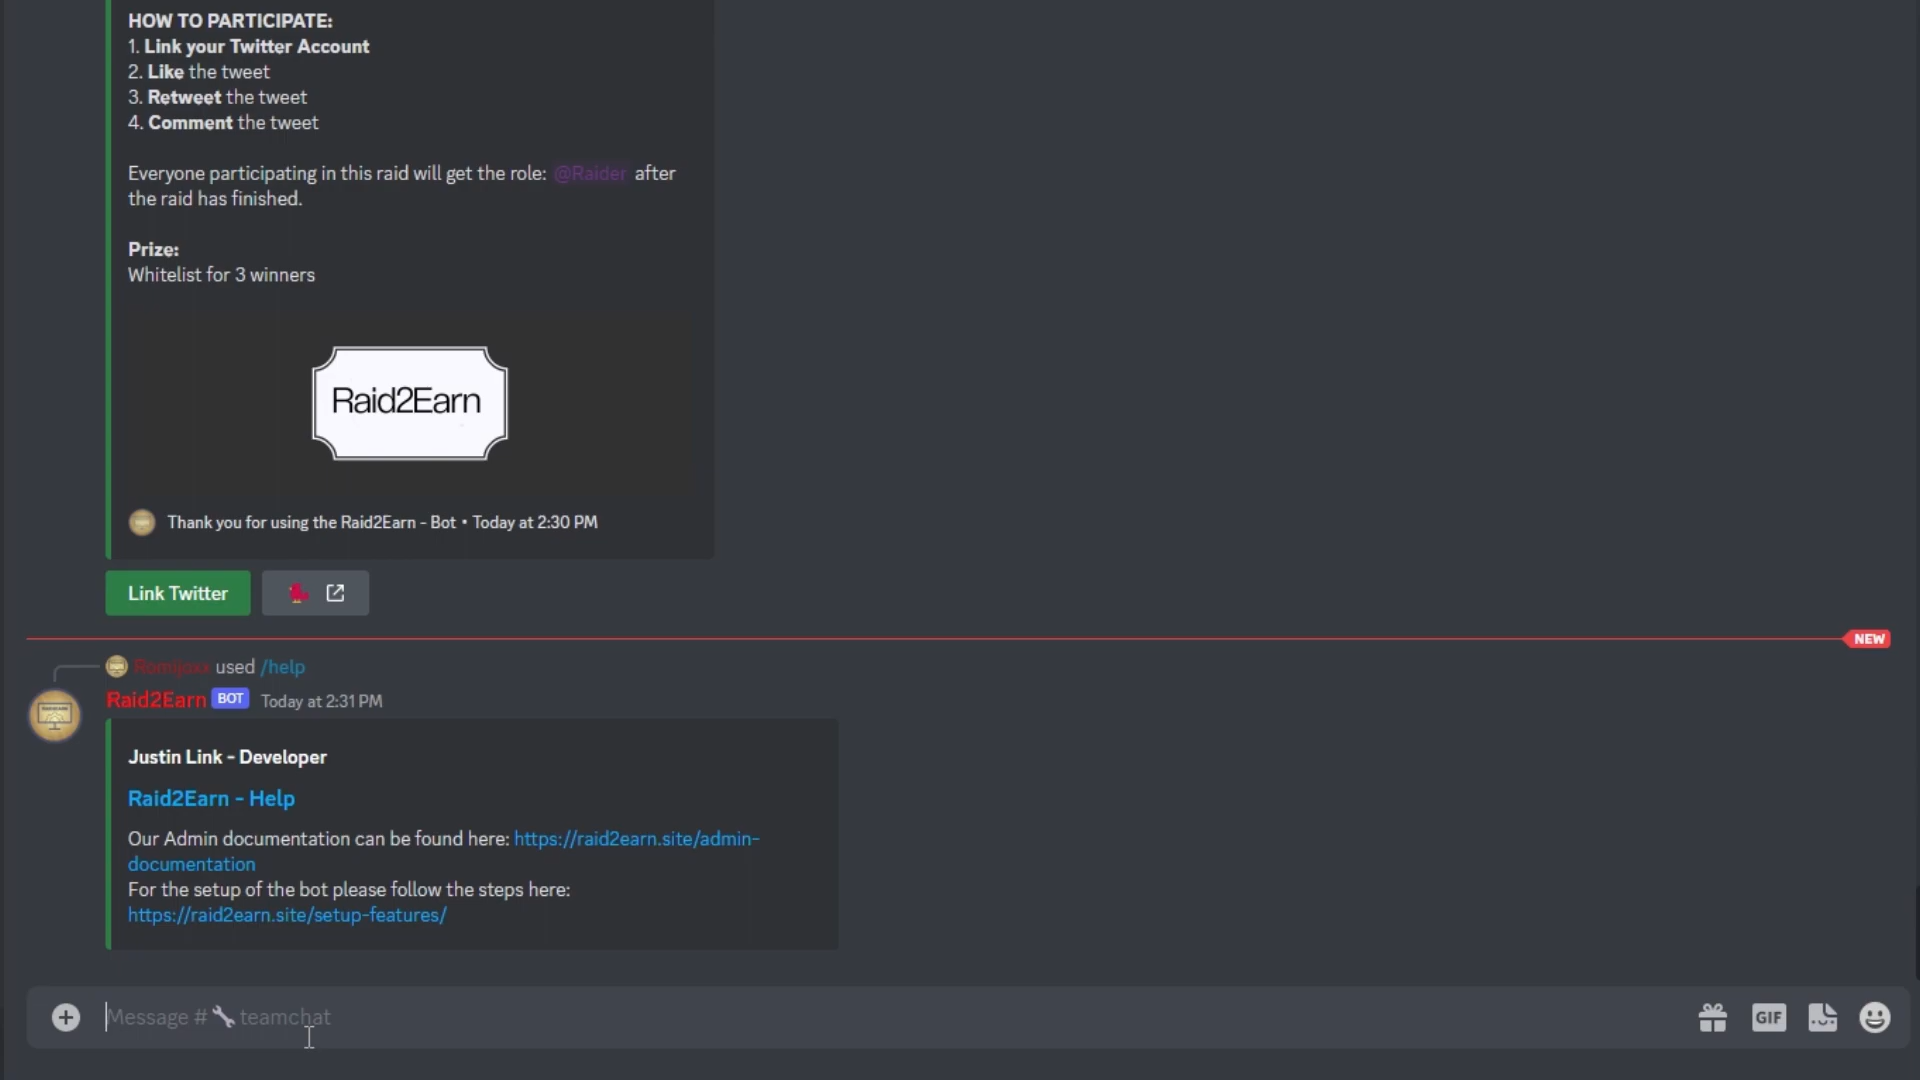 HOW TO PARTICIPATE:
1. Link your Twitter Account
2. Like the tweet
3. Retweet the tweet
4. Comment the tweet
Everyone participating in this raid will get the role: @Raider after
the raid has finished.
Prize:
Whitelist for 3 winners
Raid2Earn
Thank you for using the Raid2Earn - Bot • Today at 2:30 PM
Link Twitter
NEW
Romijoxx used /help
Raid2Earn BOT Today at 2:31 PM
Justin Link - Developer
Raid2Earn - Help
Our Admin documentation can be found here: https://raid2earn.site/admin-
documentation
For the setup of the bot please follow the steps here:
https://raid2earn.site/setup-features/
Message # teamchat
GIF